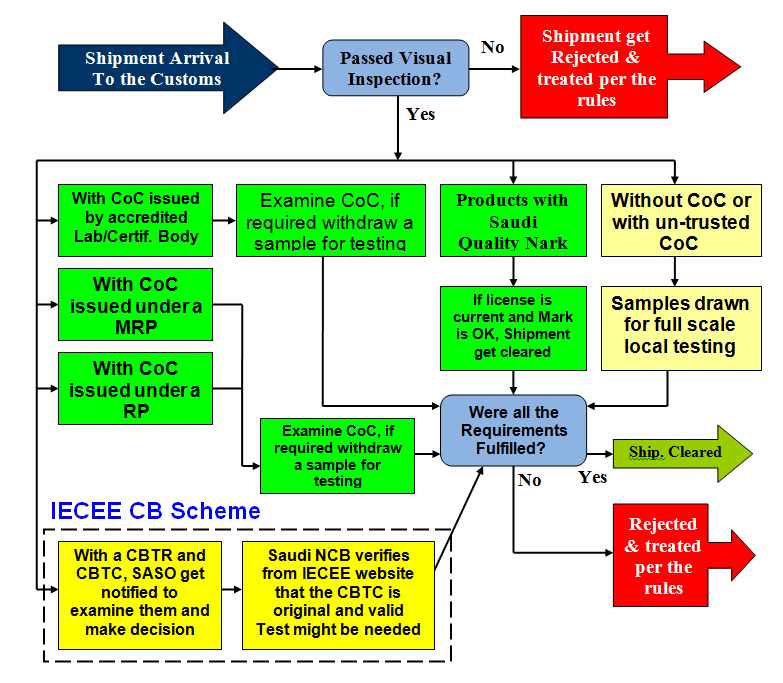 Shipment Arrival
To the Customs
Passed Visual
Inspection?
No
Shipment get
Rejected &
treated per the
rules
Yes
With CoC issued
by accredited
Lab/Certif. Body
Examine CoC, if
required withdraw a
sample for testing
Products with
Saudi
Quality Nark
Without CoC or
with un-trusted
CoC
With CoC
issued under a
MRP
If license is
current and Mark
is OK, Shipment
get cleared
Samples drawn
for full scale
local testing
With CoC
issued under a
RP
Examine CoC, if
required withdraw
a sample for
testing
Were all the
Requirements
Fulfilled?
Ship. Cleared
No
Yes
IECEE CB Scheme
With a CBTR and
CBTC, SASO get
notified to
examine them and
make decision
Saudi NCB verifies
from IECEE website
that the CBTC is
original and valid
Test might be needed
Rejected
& treated
per the
rules